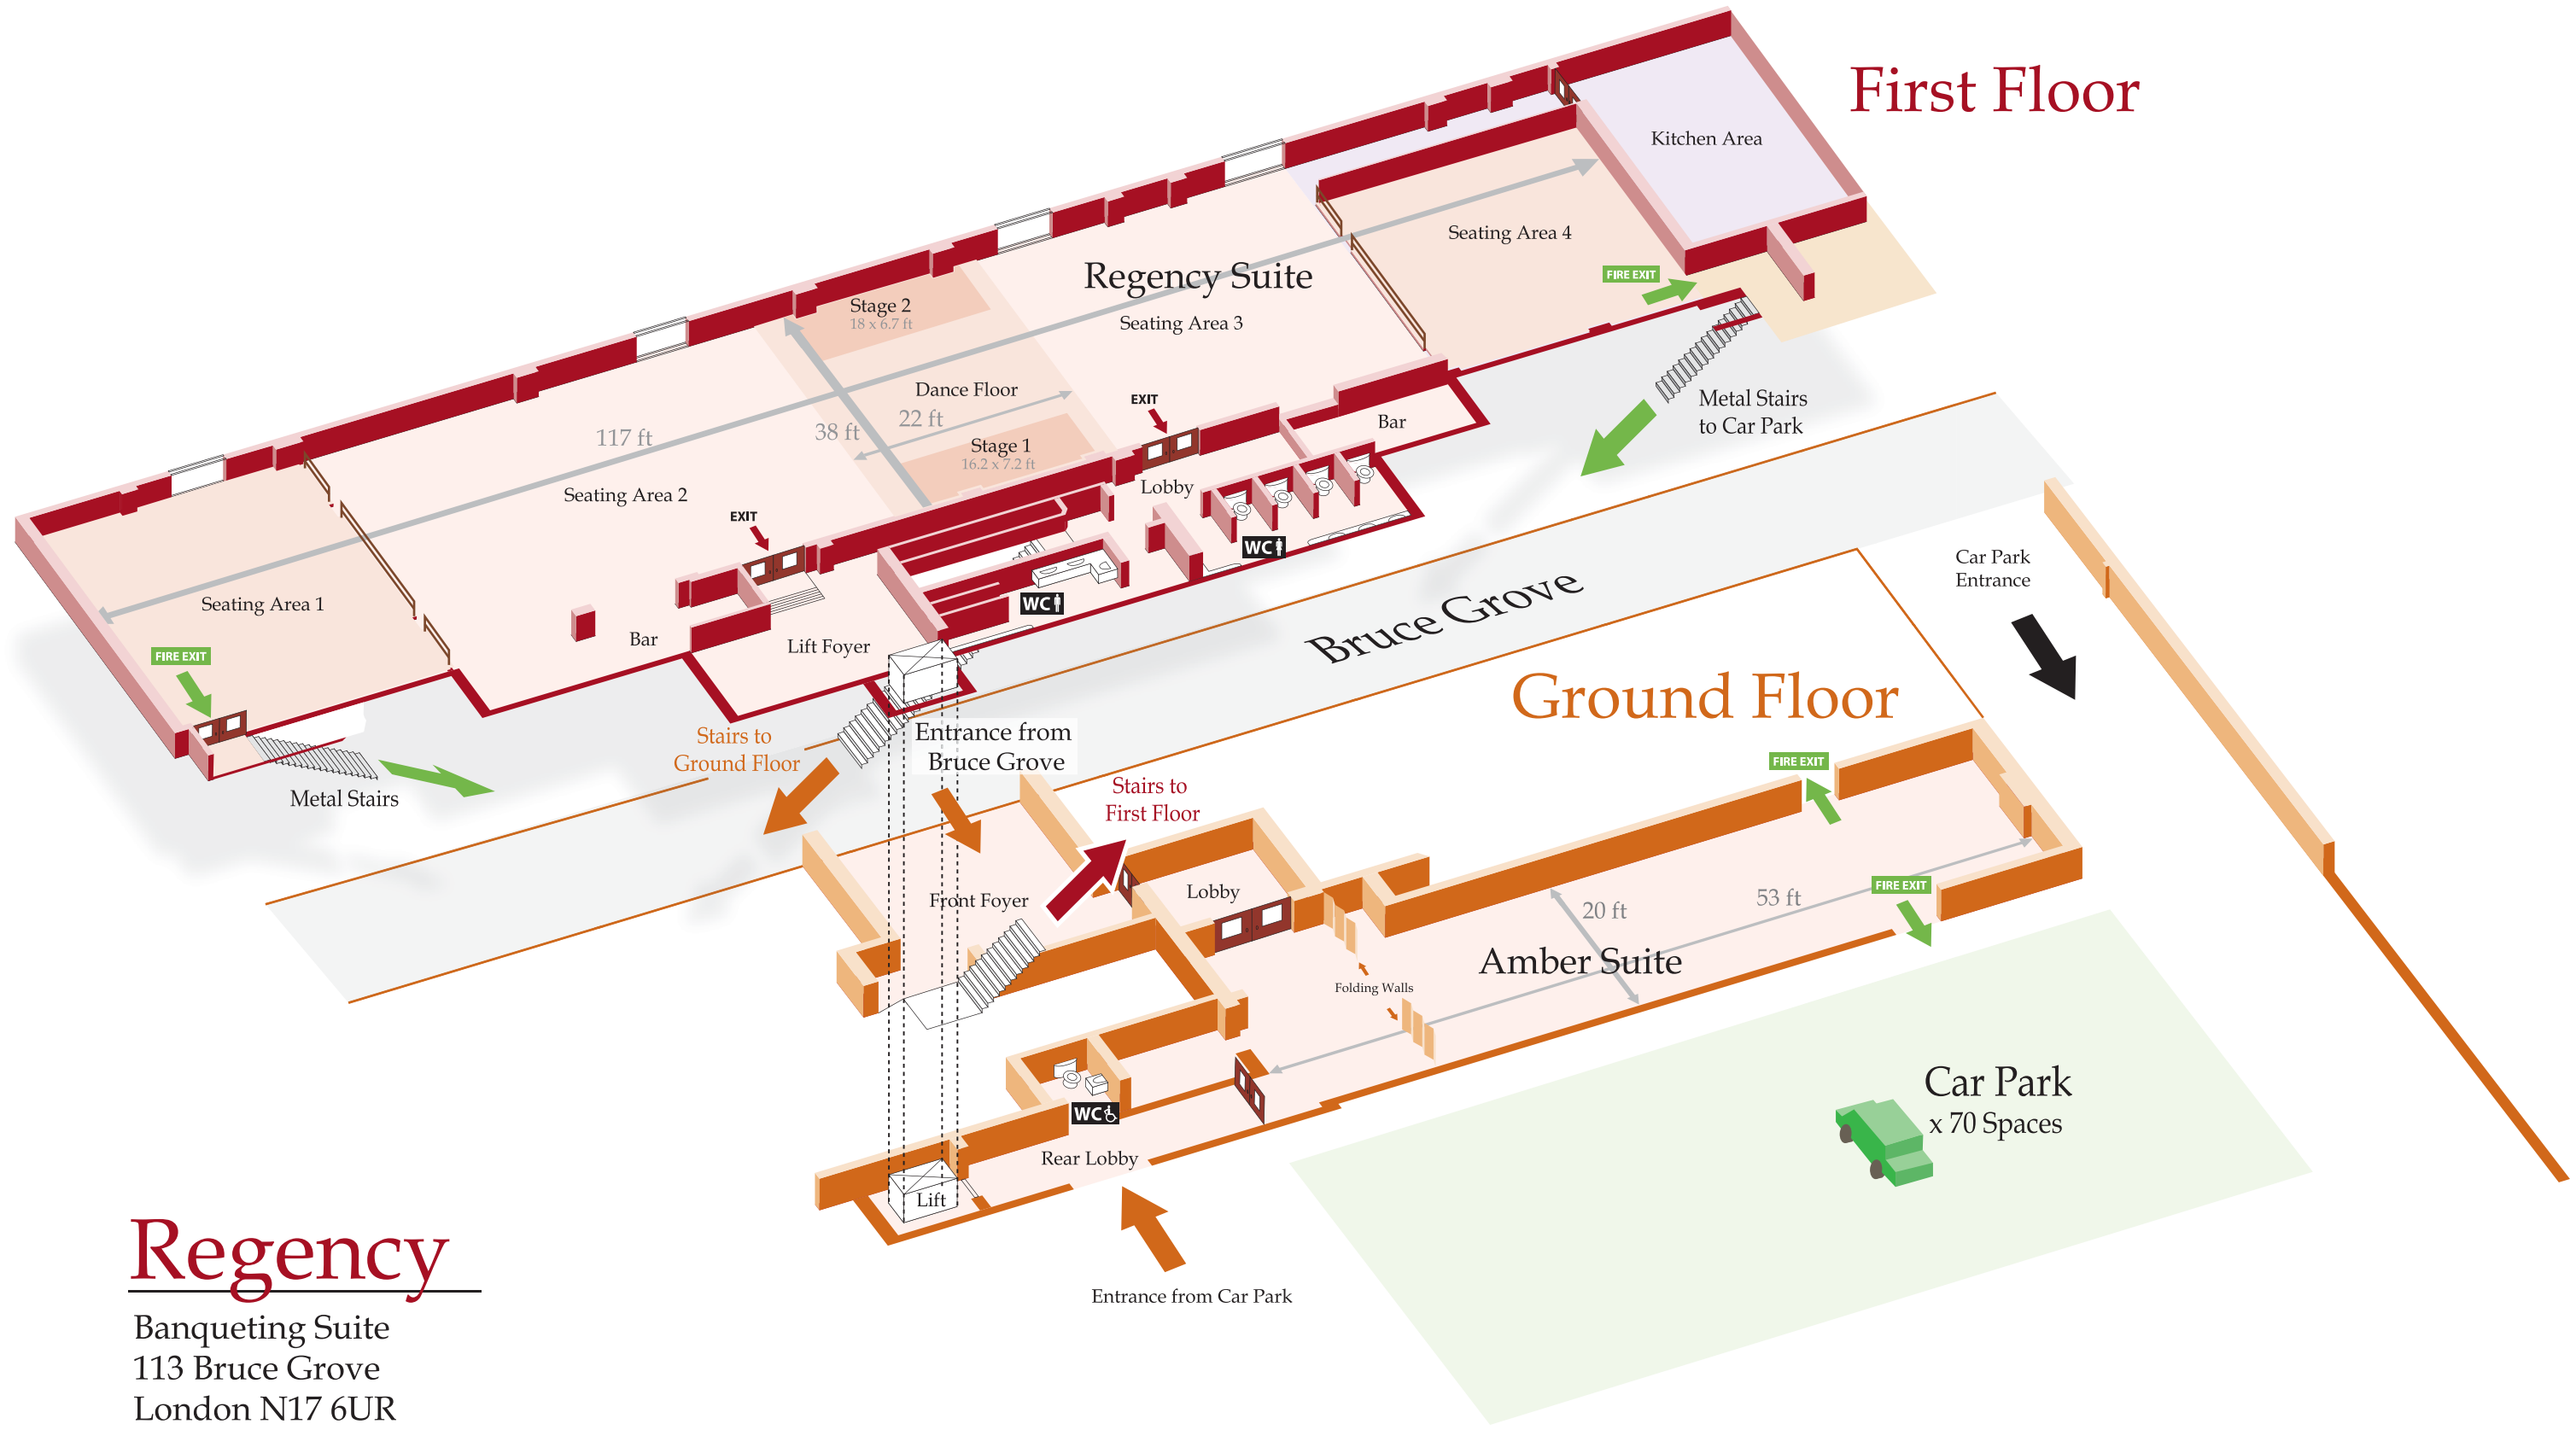 First Floor
Kitchen Area
Seating Area 4
FIRE EXIT
Regency Suite
Stage 2
18 x 6.7 ft
Seating Area 3
Dance Floor
22 ft
38 ft
117 ft
EXIT
Metal Stairs
to Car Park
Bar
Stage 1
16.2 x 7.2 ft
Lobby
Seating Area 2
EXIT
WC
WC
Seating Area 1
Bar
Lift Foyer
FIRE EXIT
Metal Stairs
Bruce Grove
Car Park
Entrance
Ground Floor
Stairs to
Ground Floor
Entrance from
Bruce Grove
Stairs to
First Floor
FIRE EXIT
Front Foyer
Lobby
FIRE EXIT
20 ft
53 ft
Amber Suite
Folding Walls
Car Park
x 70 Spaces
WC
Rear Lobby
Lift
Entrance from Car Park
Regency
Banqueting Suite
113 Bruce Grove
London N17 6UR